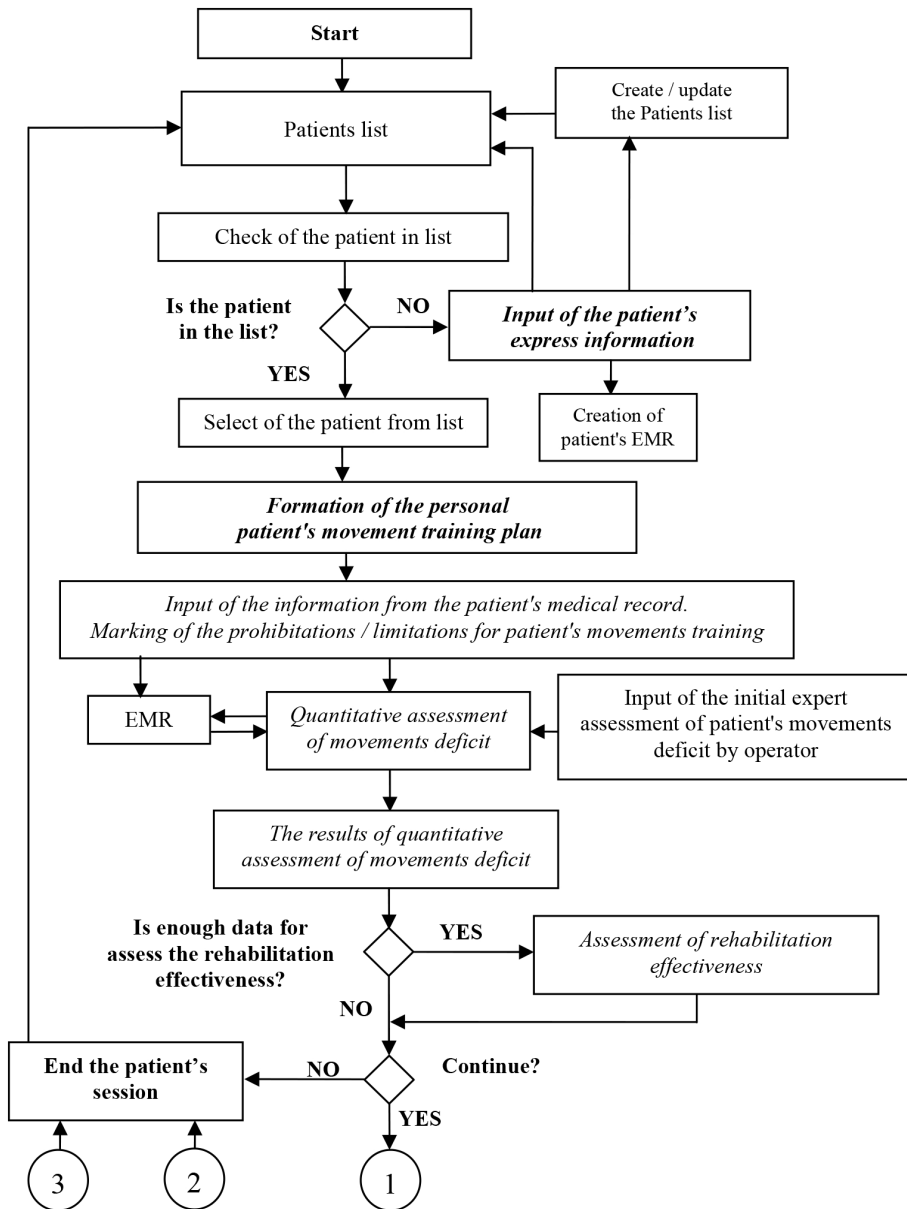 Start
Create / update
the Patients list
Patients list
Check of the patient in list
Is the patient
in the list?
NO
Input of the patient’s
express information
YES
Select of the patient from list
Creation of
patient's EMR
Formation of the personal
patient's movement training plan
Input of the information from the patient's medical record.
Marking of the prohibitations / limitations for patient's movements training
EMR
Quantitative assessment
of movements deficit
Input of the initial expert
assessment of patient's movements
deficit by operator
The results of quantitative
assessment of movements deficit
Is enough data for
assess the rehabilitation
effectiveness?
YES
Assessment of rehabilitation
effectiveness
NO
End the patient’s
session
NO
Continue?
YES
3
2
1